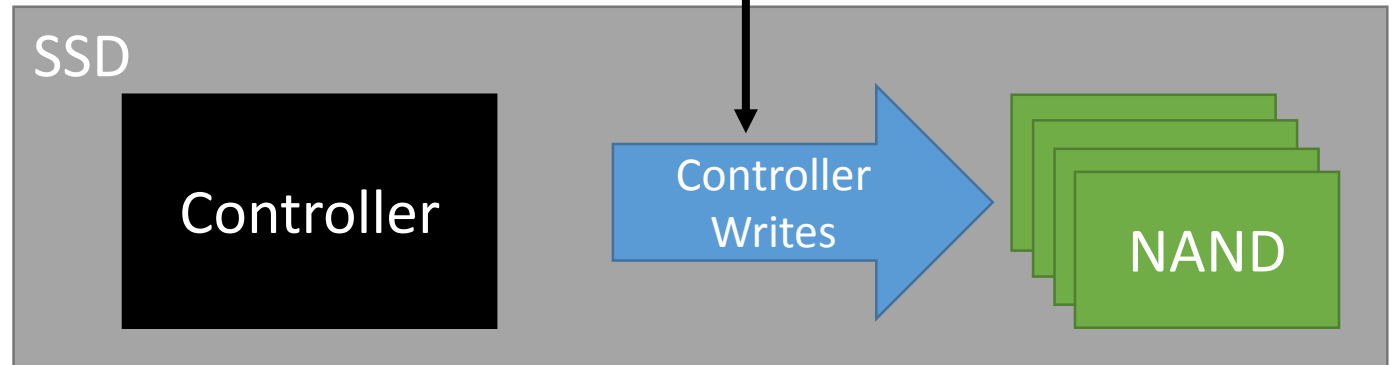 SSD
Controller
Controller
Writes
NAND